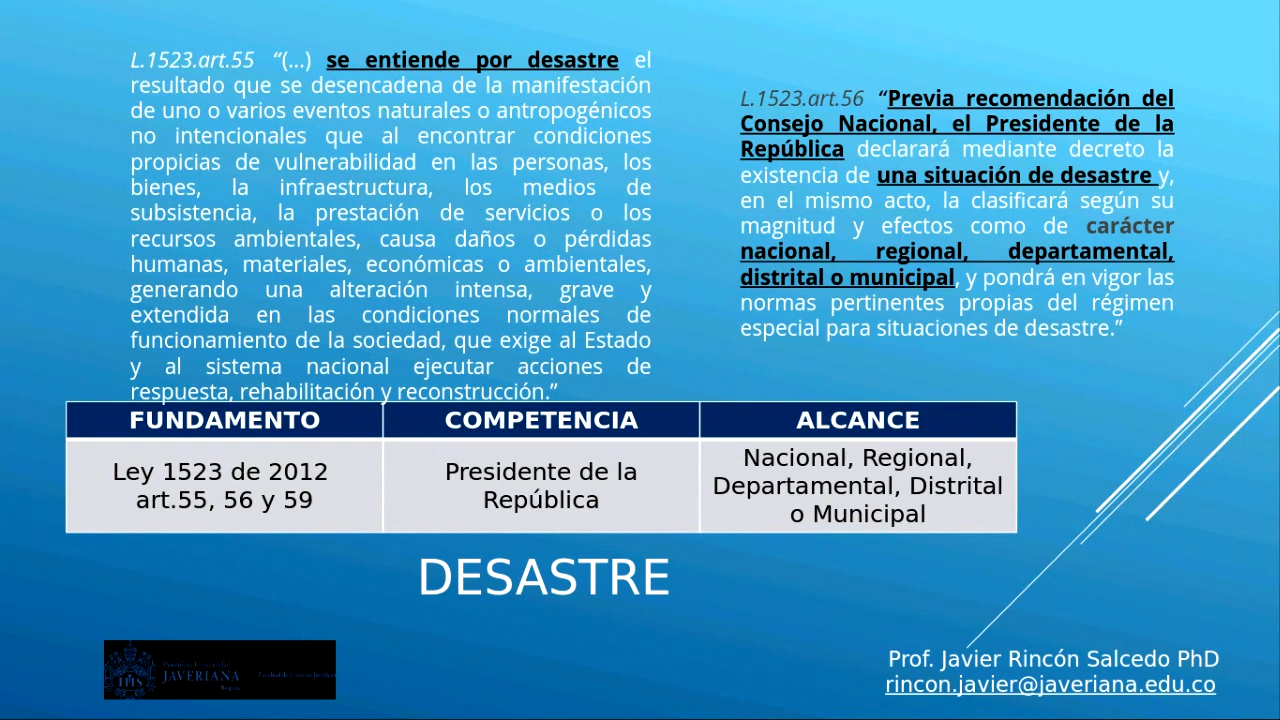 L.1523.art.55 “(…) se entiende por desastre el
resultado que se desencadena de la manifestación
de uno o varios eventos naturales o antropogénicos
no intencionales que al encontrar condiciones
propicias de vulnerabilidad en las personas, los
bienes, la infraestructura, los medios de
subsistencia, la prestación de servicios o los
recursos ambientales, causa daños o pérdidas
humanas, materiales, económicas o ambientales,
generando una alteración intensa, grave y
extendida en las condiciones normales de
funcionamiento de la sociedad, que exige al Estado
y al sistema nacional ejecutar acciones de
respuesta, rehabilitación y reconstrucción.”
L.1523.art.56 “Previa recomendación del
Consejo Nacional, el Presidente de la
República declarará mediante decreto la
existencia de una situación de desastre y,
en el mismo acto, la clasificará según su
magnitud y efectos como de carácter
nacional, regional, departamental,
distrital o municipal, y pondrá en vigor las
normas pertinentes propias del régimen
especial para situaciones de desastre.”
FUNDAMENTO COMPETENCIA ALCANCE
Ley 1523 de 2012
art.55, 56 y 59
Presidente de la
República
Nacional, Regional,
Departamental, Distrital
o Municipal
DESASTRE
JAVERIANA
Prof. Javier Rincón Salcedo PhD
rincon.javier@javeriana.edu.co